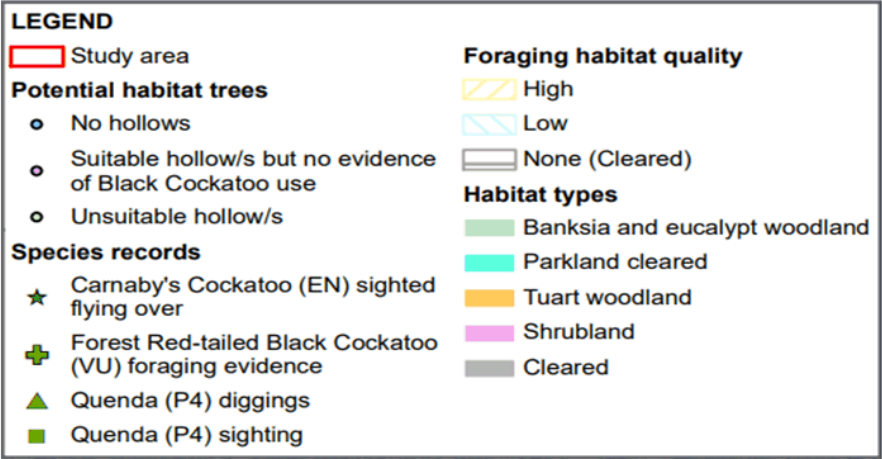 LEGEND
Study area
Potential habitat trees
No hollows
Suitable hollow/s but no evidence
of Black Cockatoo use
Unsuitable hollow/s
Species records
Carnaby's Cockatoo (EN) sighted
flying over
Forest Red-tailed Black Cockatoo
(VU) foraging evidence
Quenda (P4) diggings
Quenda (P4) sighting
Foraging habitat quality
High
Low
None (Cleared)
Habitat types
Banksia and eucalypt woodland
Parkland cleared
Tuart woodland
Shrubland
Cleared